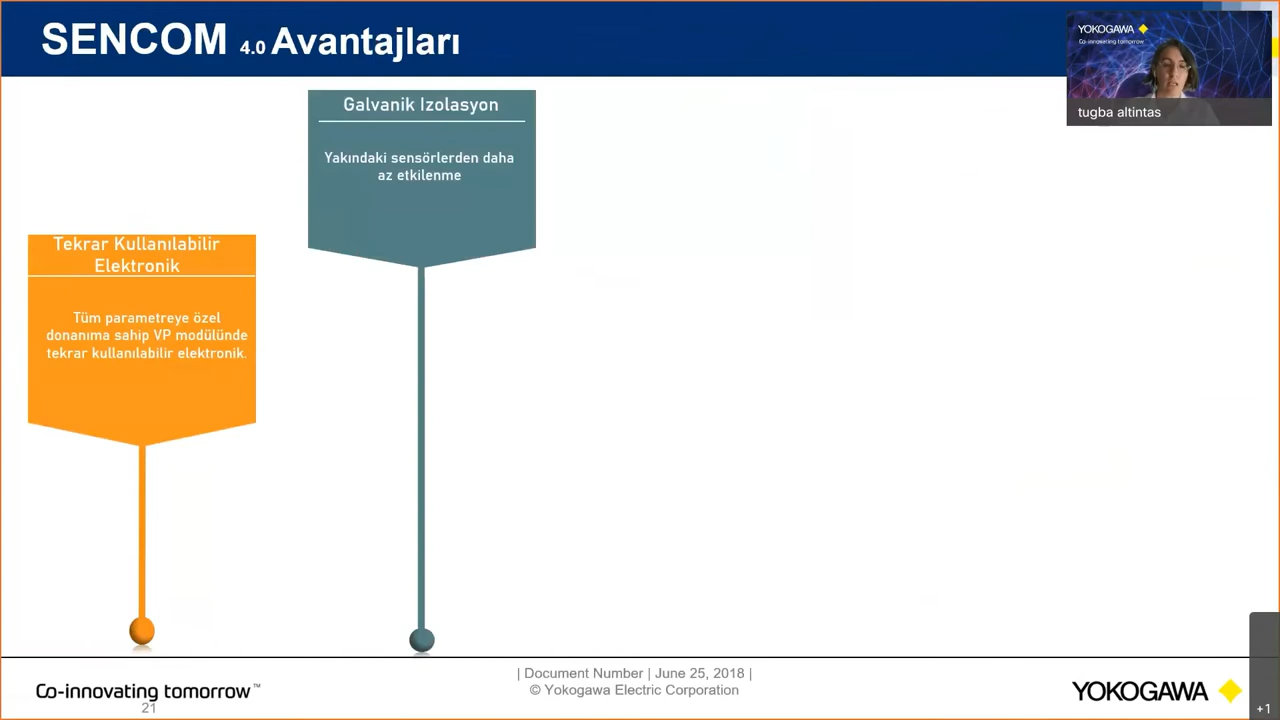 SENCOM 4.0 Avantajları
YOKOGAWA
Co-innovating tomorrow
tugba altintas
Galvanik Izolasyon
Yakındaki sensörlerden daha
az etkilenme
Tekrar Kullanılabilir
Elektronik
Tüm parametreye özel
donanıma sahip VP modülünde
tekrar kullanılabilir elektronik.
| Document Number | June 25, 2018 |
© Yokogawa Electric Corporation
Co-innovating tomorrow™
21
YOKOGAWA
+1